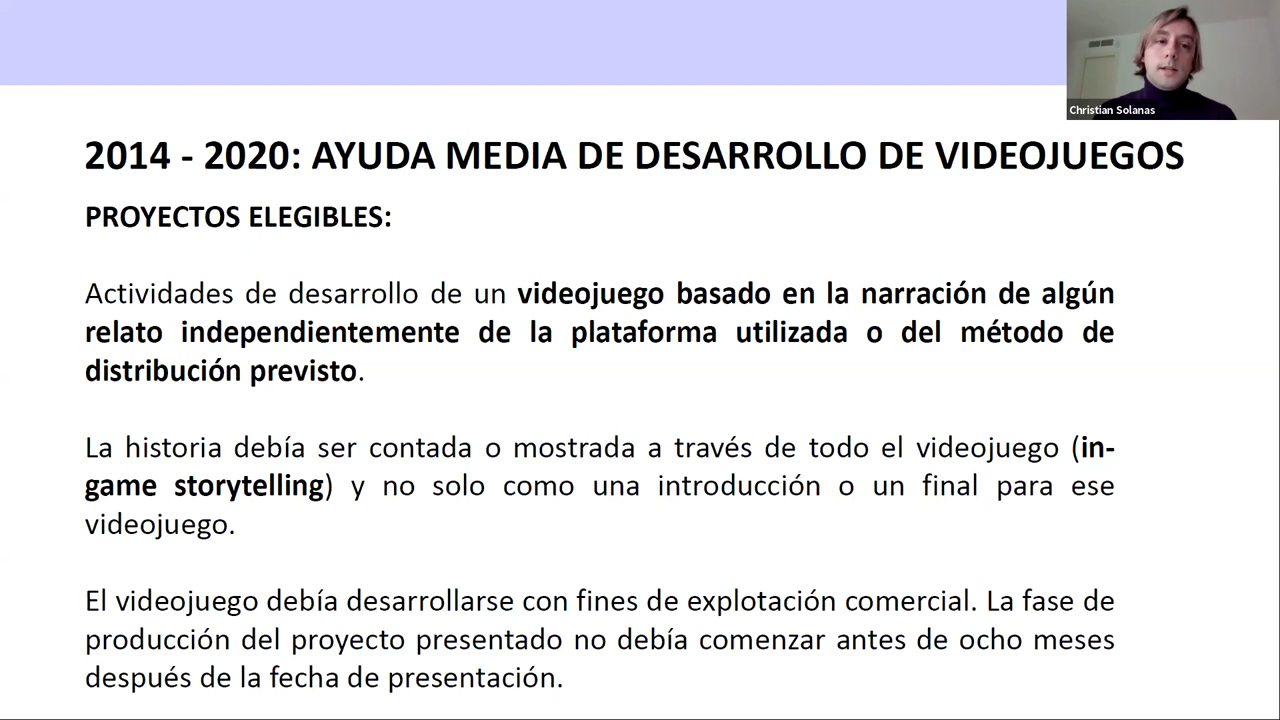 Christian Solanas
2014 - 2020: AYUDA MEDIA DE DESARROLLO DE VIDEOJUEGOS
PROYECTOS ELEGIBLES:
Actividades de desarrollo de un videojuego basado en la narración de algún
relato independientemente de la plataforma utilizada o del método de
distribución previsto.
La historia debía ser contada o mostrada a través de todo el videojuego (in-
game storytelling) y no solo como una introducción o un final para ese
videojuego.
El videojuego debía desarrollarse con fines de explotación comercial. La fase de
producción del proyecto presentado no debía comenzar antes de ocho meses
después de la fecha de presentación.